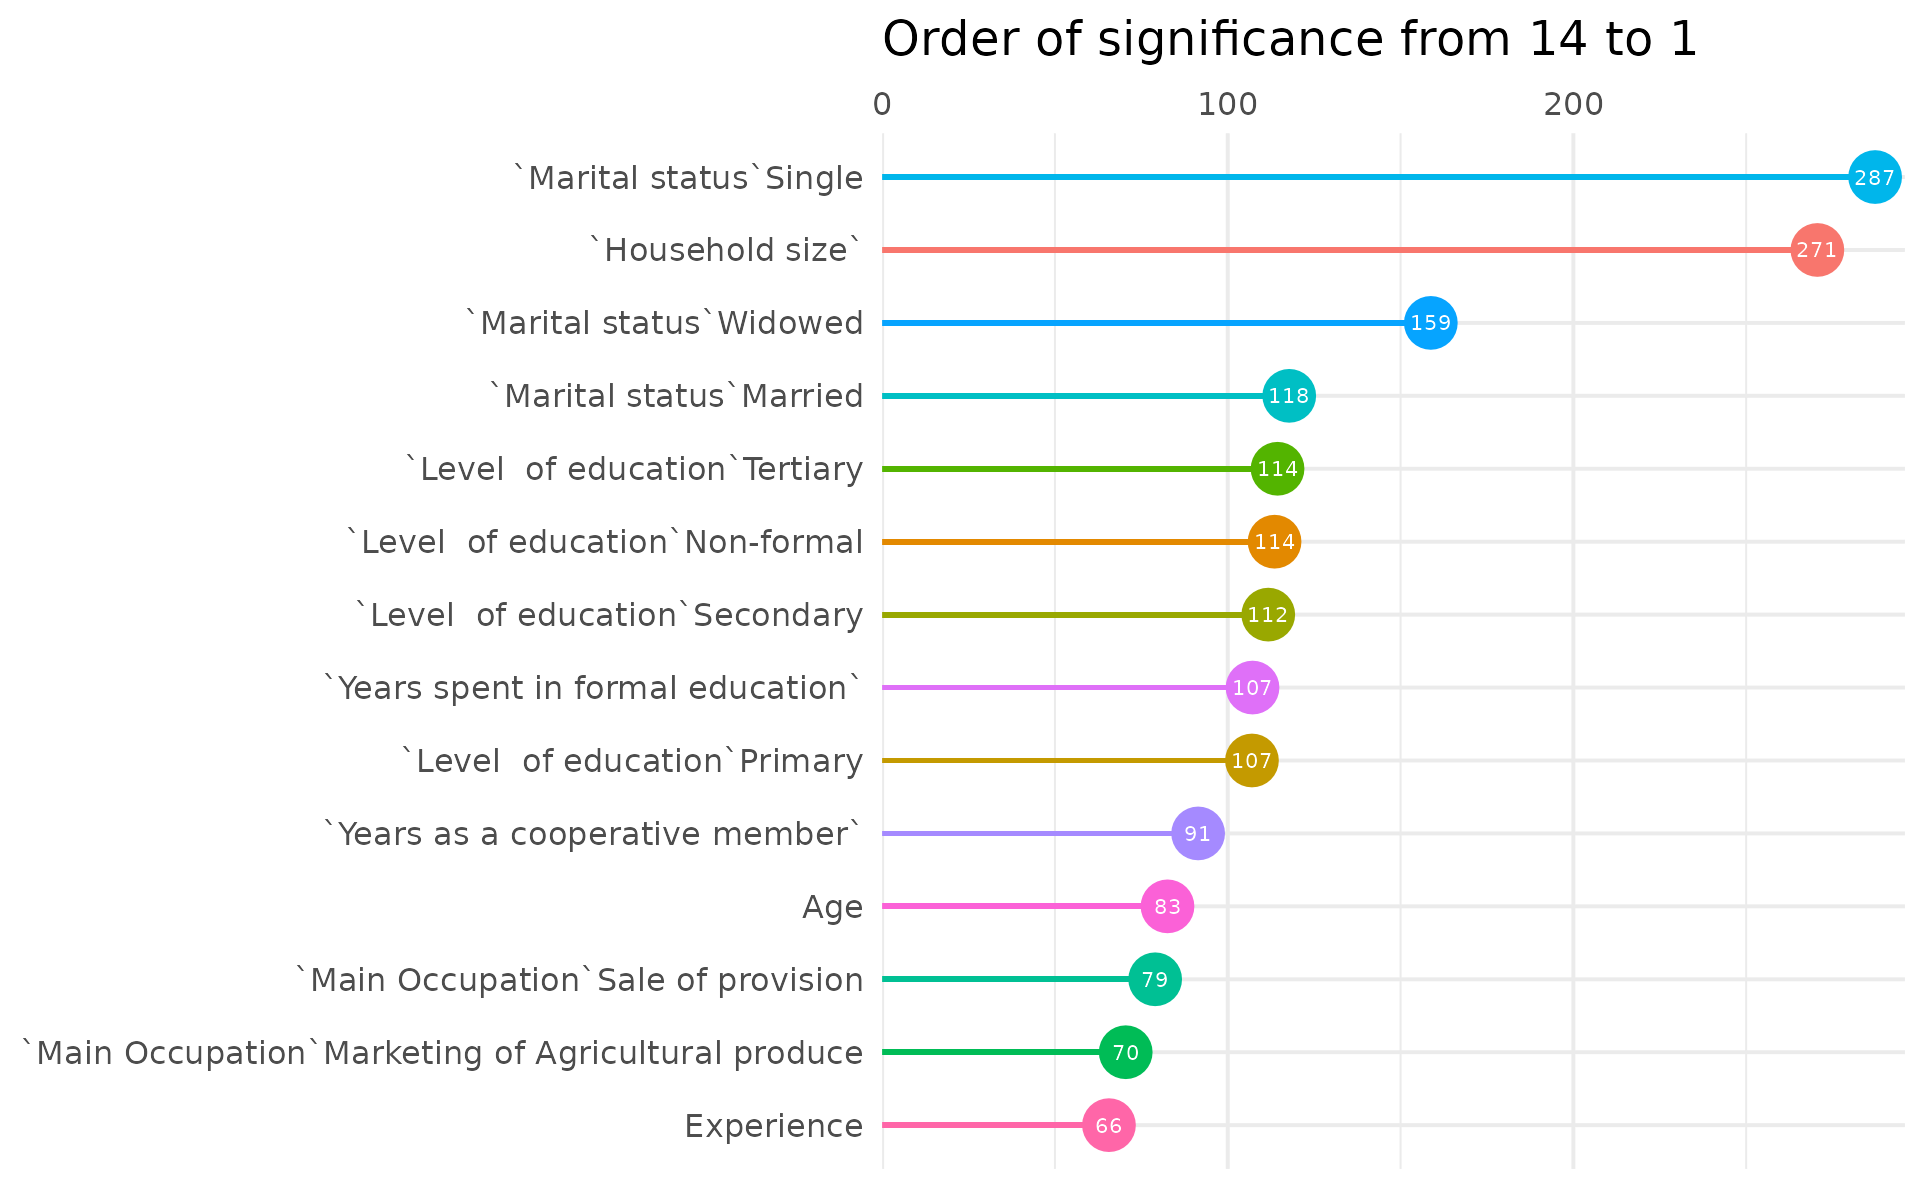 Order of significance from 14 to 1
0 100 200
`Marital status`Single 287
`Household size` 271
`Marital status`Widowed 159
`Marital status`Married 118
`Level  of education`Tertiary 114
`Level  of education`Non-formal 114
`Level  of education`Secondary 112
`Years spent in formal education` 107
`Level  of education`Primary 107
`Years as a cooperative member` 91
Age 83
`Main Occupation`Sale of provision 79
`Main Occupation`Marketing of Agricultural produce 70
Experience 66